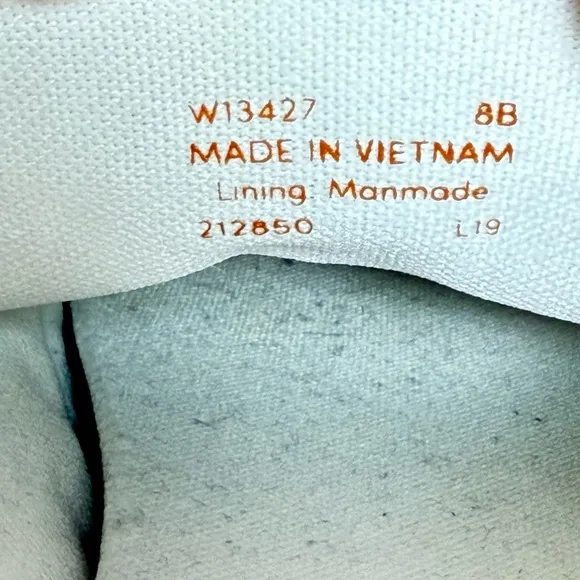 W13427 8B
MADE IN VIETNAM
Lining: Manmade
212850 L19